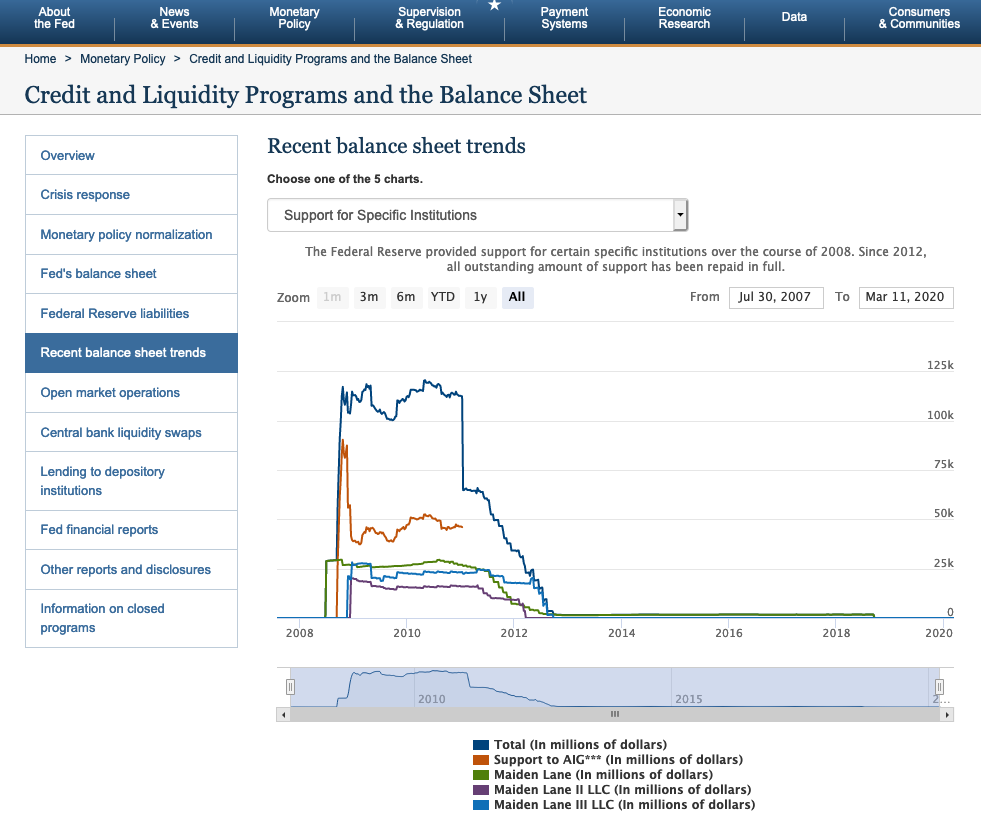 About
the Fed
News
& Events
Monetary
Policy
Supervision
& Regulation
Payment
Systems
Economic
Research
Data
Consumers
& Communities
Home > Monetary Policy > Credit and Liquidity Programs and the Balance Sheet
Credit and Liquidity Programs and the Balance Sheet
Overview
Crisis response
Monetary policy normalization
Fed's balance sheet
Federal Reserve liabilities
Recent balance sheet trends
Open market operations
Central bank liquidity swaps
Lending to depository
institutions
Fed financial reports
Other reports and disclosures
Information on closed
programs
Recent balance sheet trends
Choose one of the 5 charts.
Support for Specific Institutions
The Federal Reserve provided support for certain specific institutions over the course of 2008. Since 2012,
all outstanding amount of support has been repaid in full.
Zoom 1m 3m 6m YTD 1y All From Jul 30, 2007 To Mar 11, 2020
125k
100k
75k
50k
25k
0
2008 2010 2012 2014 2016 2018 2020
2010 2015 2...
Total (In millions of dollars)
Support to AIG*** (In millions of dollars)
Maiden Lane (In millions of dollars)
Maiden Lane II LLC (In millions of dollars)
Maiden Lane III LLC (In millions of dollars)